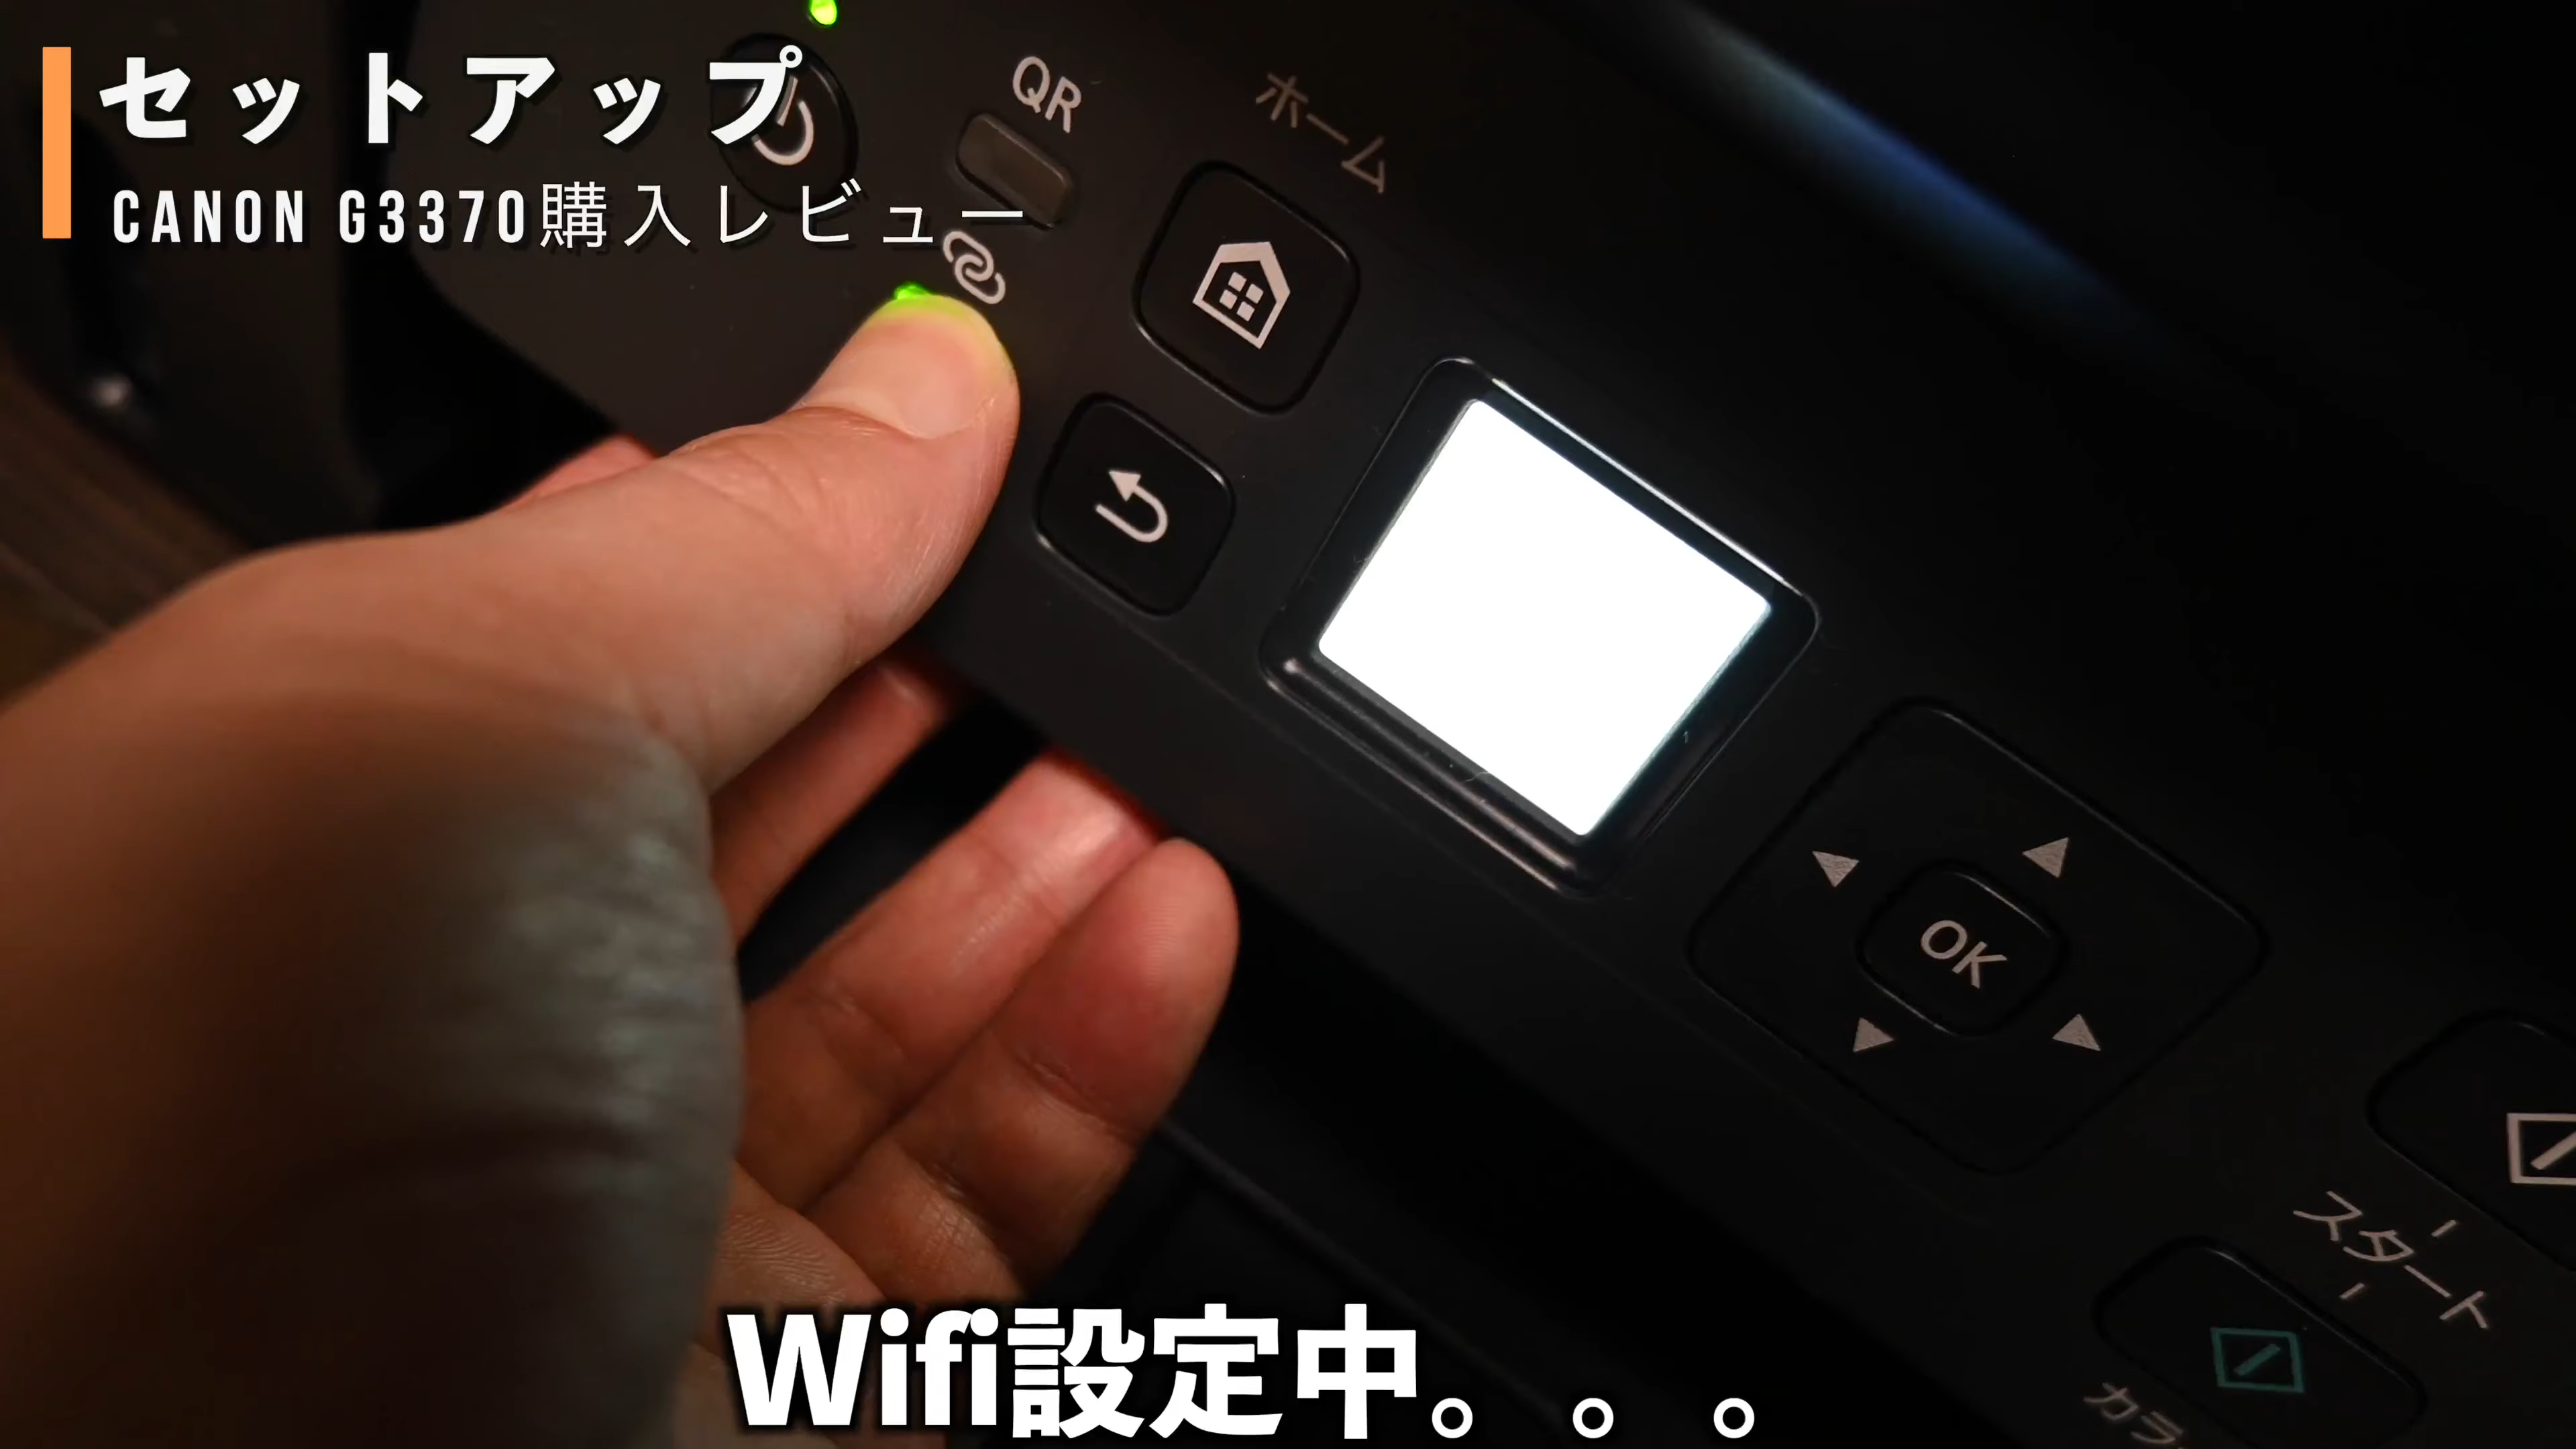 セットアップ
CANON G3370購入レビュー
QR
ホーム
OK
スタート
Wifi設定中。。。